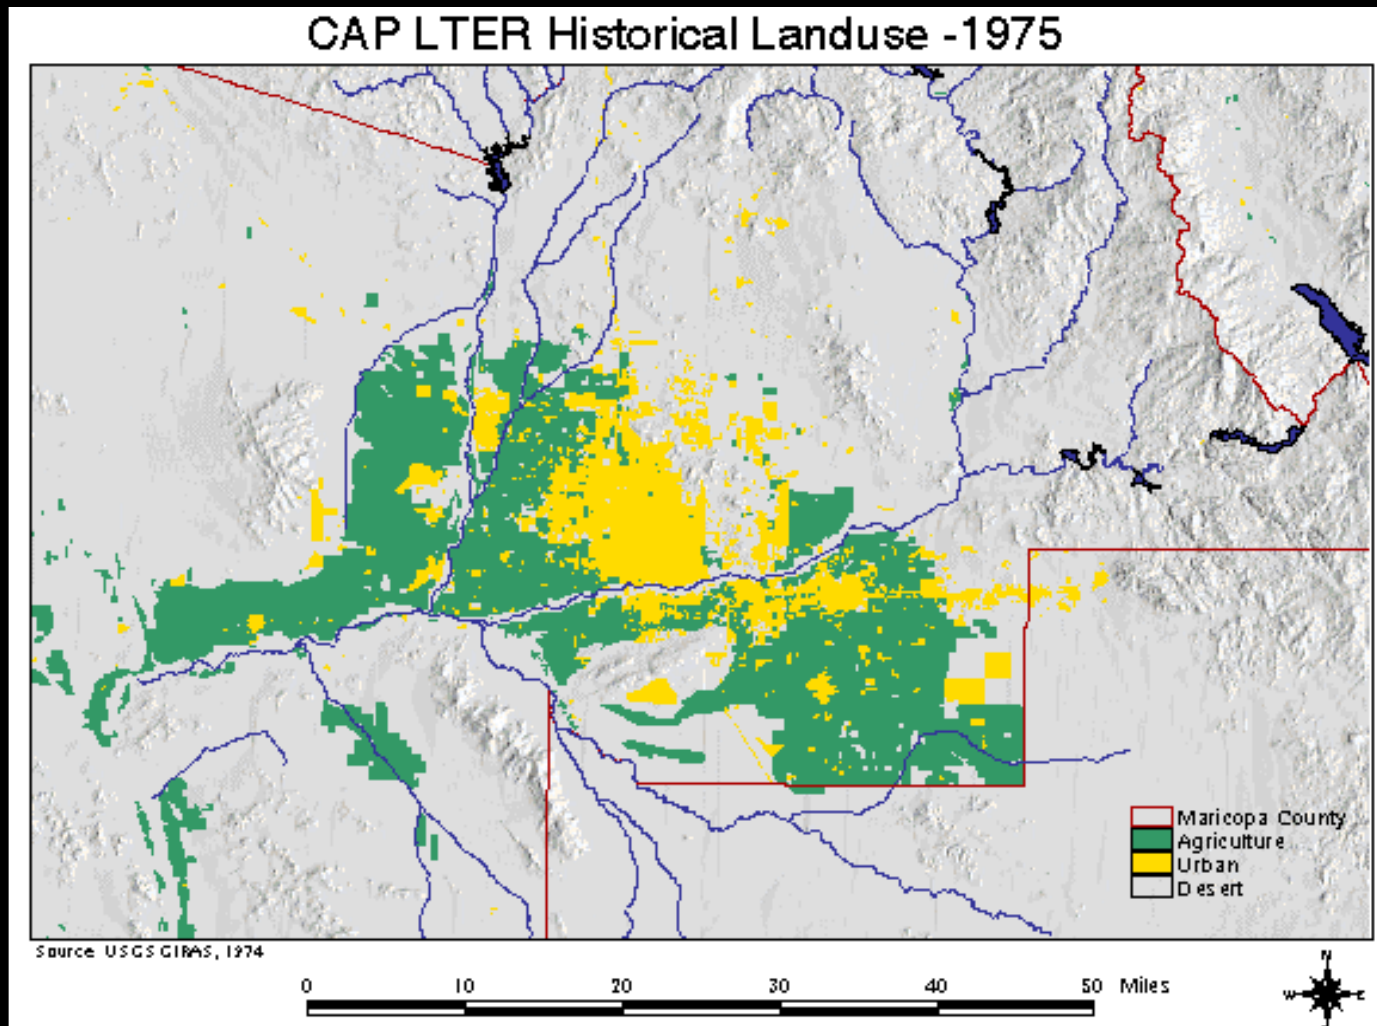 CAP LTER Historical Landuse -1975
Maricopa County
Agriculture
Urban
Desert
Source USGS GIRAS, 1974
0 10 20 30 40 50 Miles
N
W E